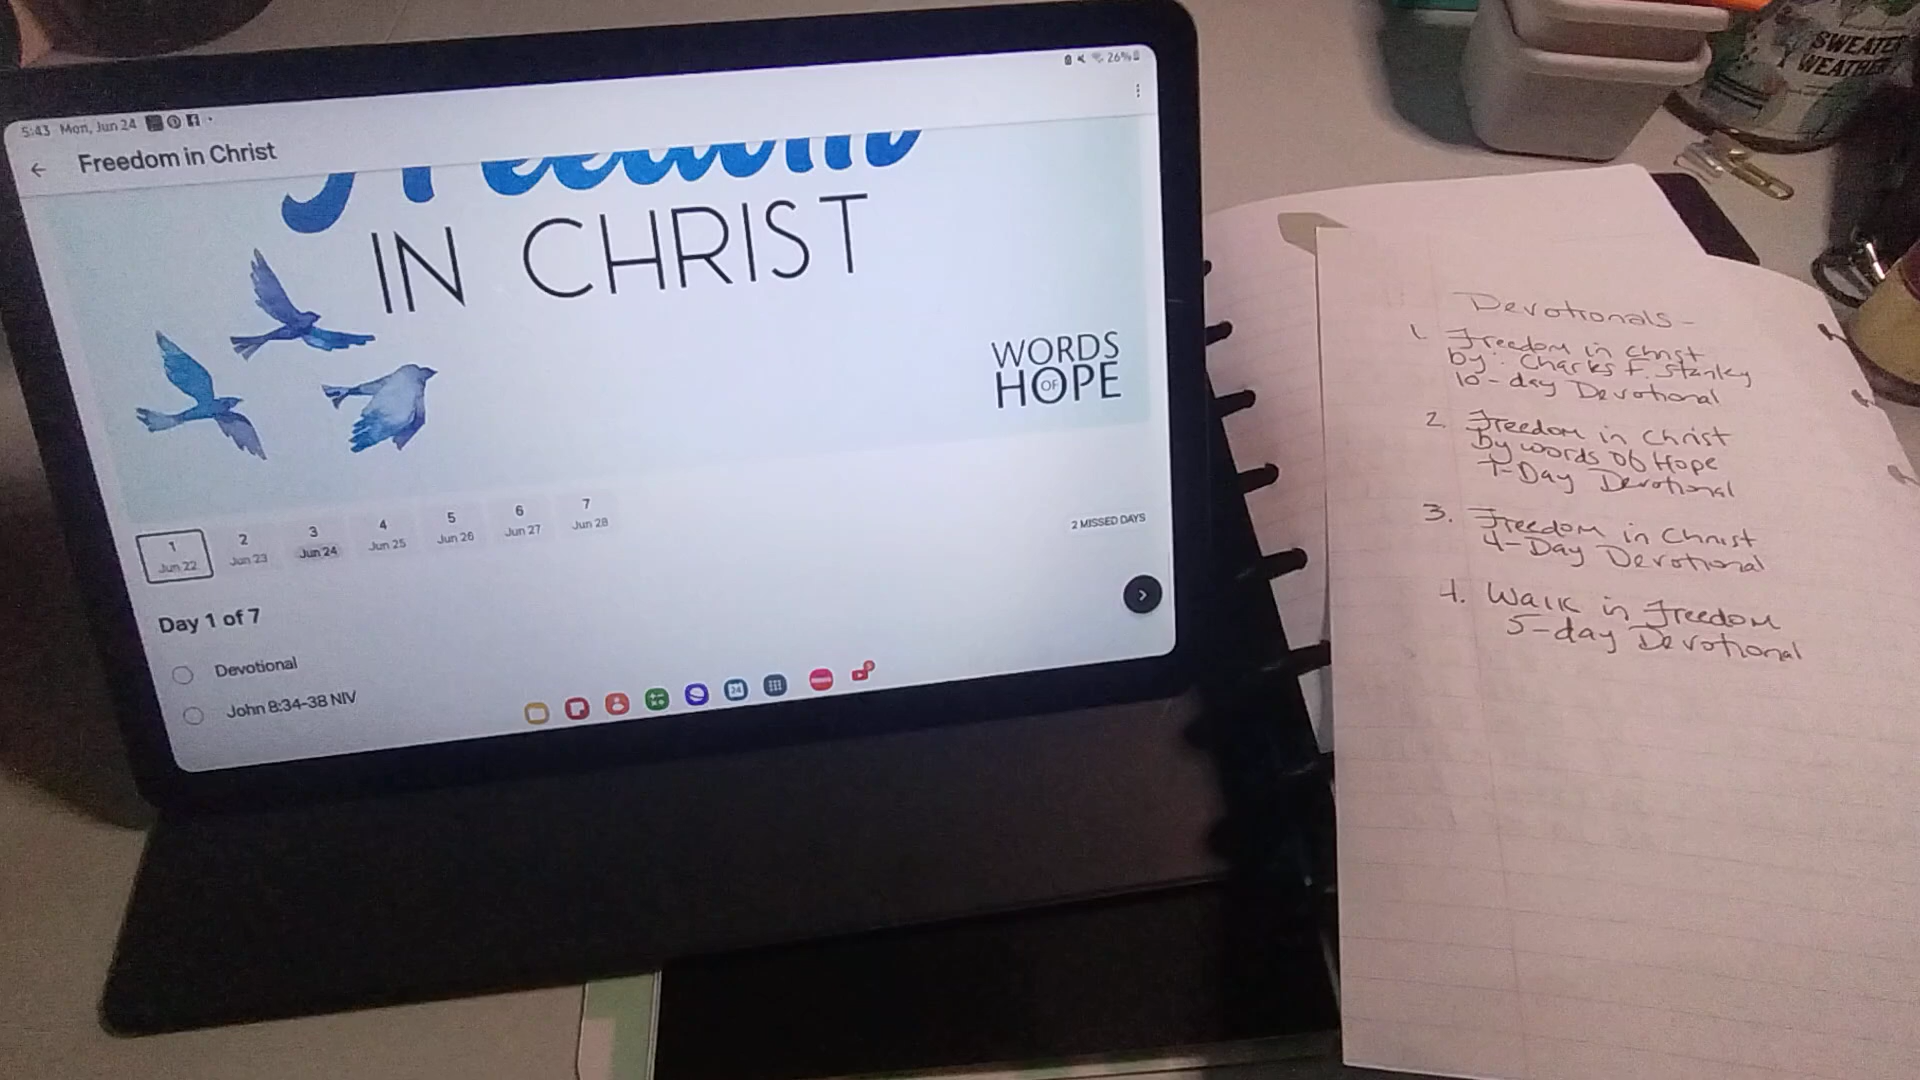 5:43 Mon, Jun 24
26%
Freedom in Christ
Freedom
IN CHRIST
WORDS
OF
HOPE
1 2 3 4 5 6 7
Jun 22 Jun 23 Jun 24 Jun 25 Jun 26 Jun 27 Jun 28
2 MISSED DAYS
Day 1 of 7
Devotional
John 8:34-38 NIV
24
SWEATER
WEATHER
Devotionals-
1. Freedom in Christ
by: Charles F. Stanley
10-day Devotional
2. Freedom in Christ
By words of Hope
7-Day Devotional
3. Freedom in Christ
4-Day Devotional
4. Walk in Freedom
5-day Devotional